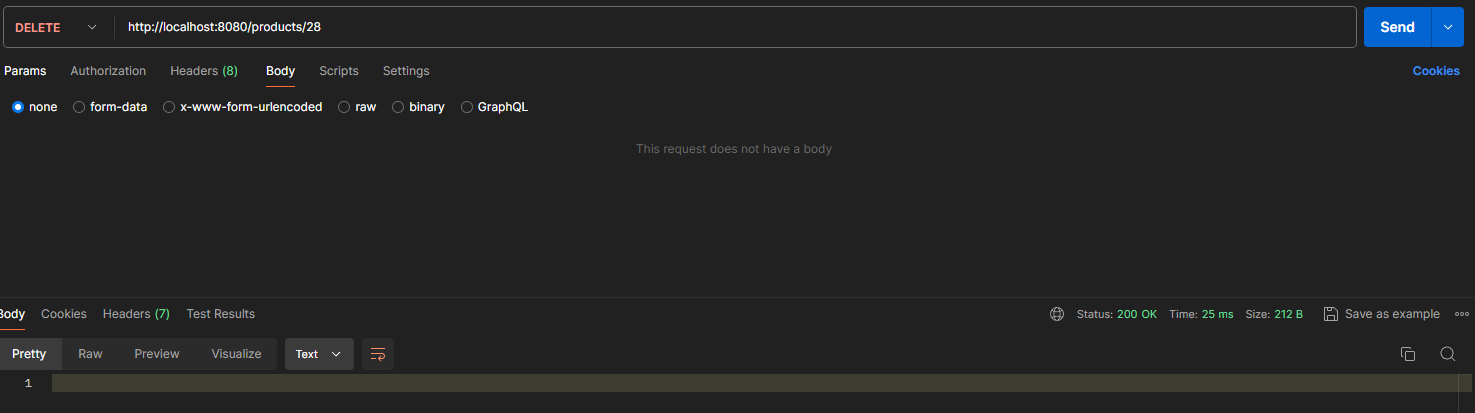 DELETE http://localhost:8080/products/28 Send
Params Authorization Headers (8) Body Scripts Settings Cookies
none form-data x-www-form-urlencoded raw binary GraphQL
This request does not have a body
Body Cookies Headers (7) Test Results Status: 200 OK Time: 25 ms Size: 212 B Save as example
Pretty Raw Preview Visualize Text
1